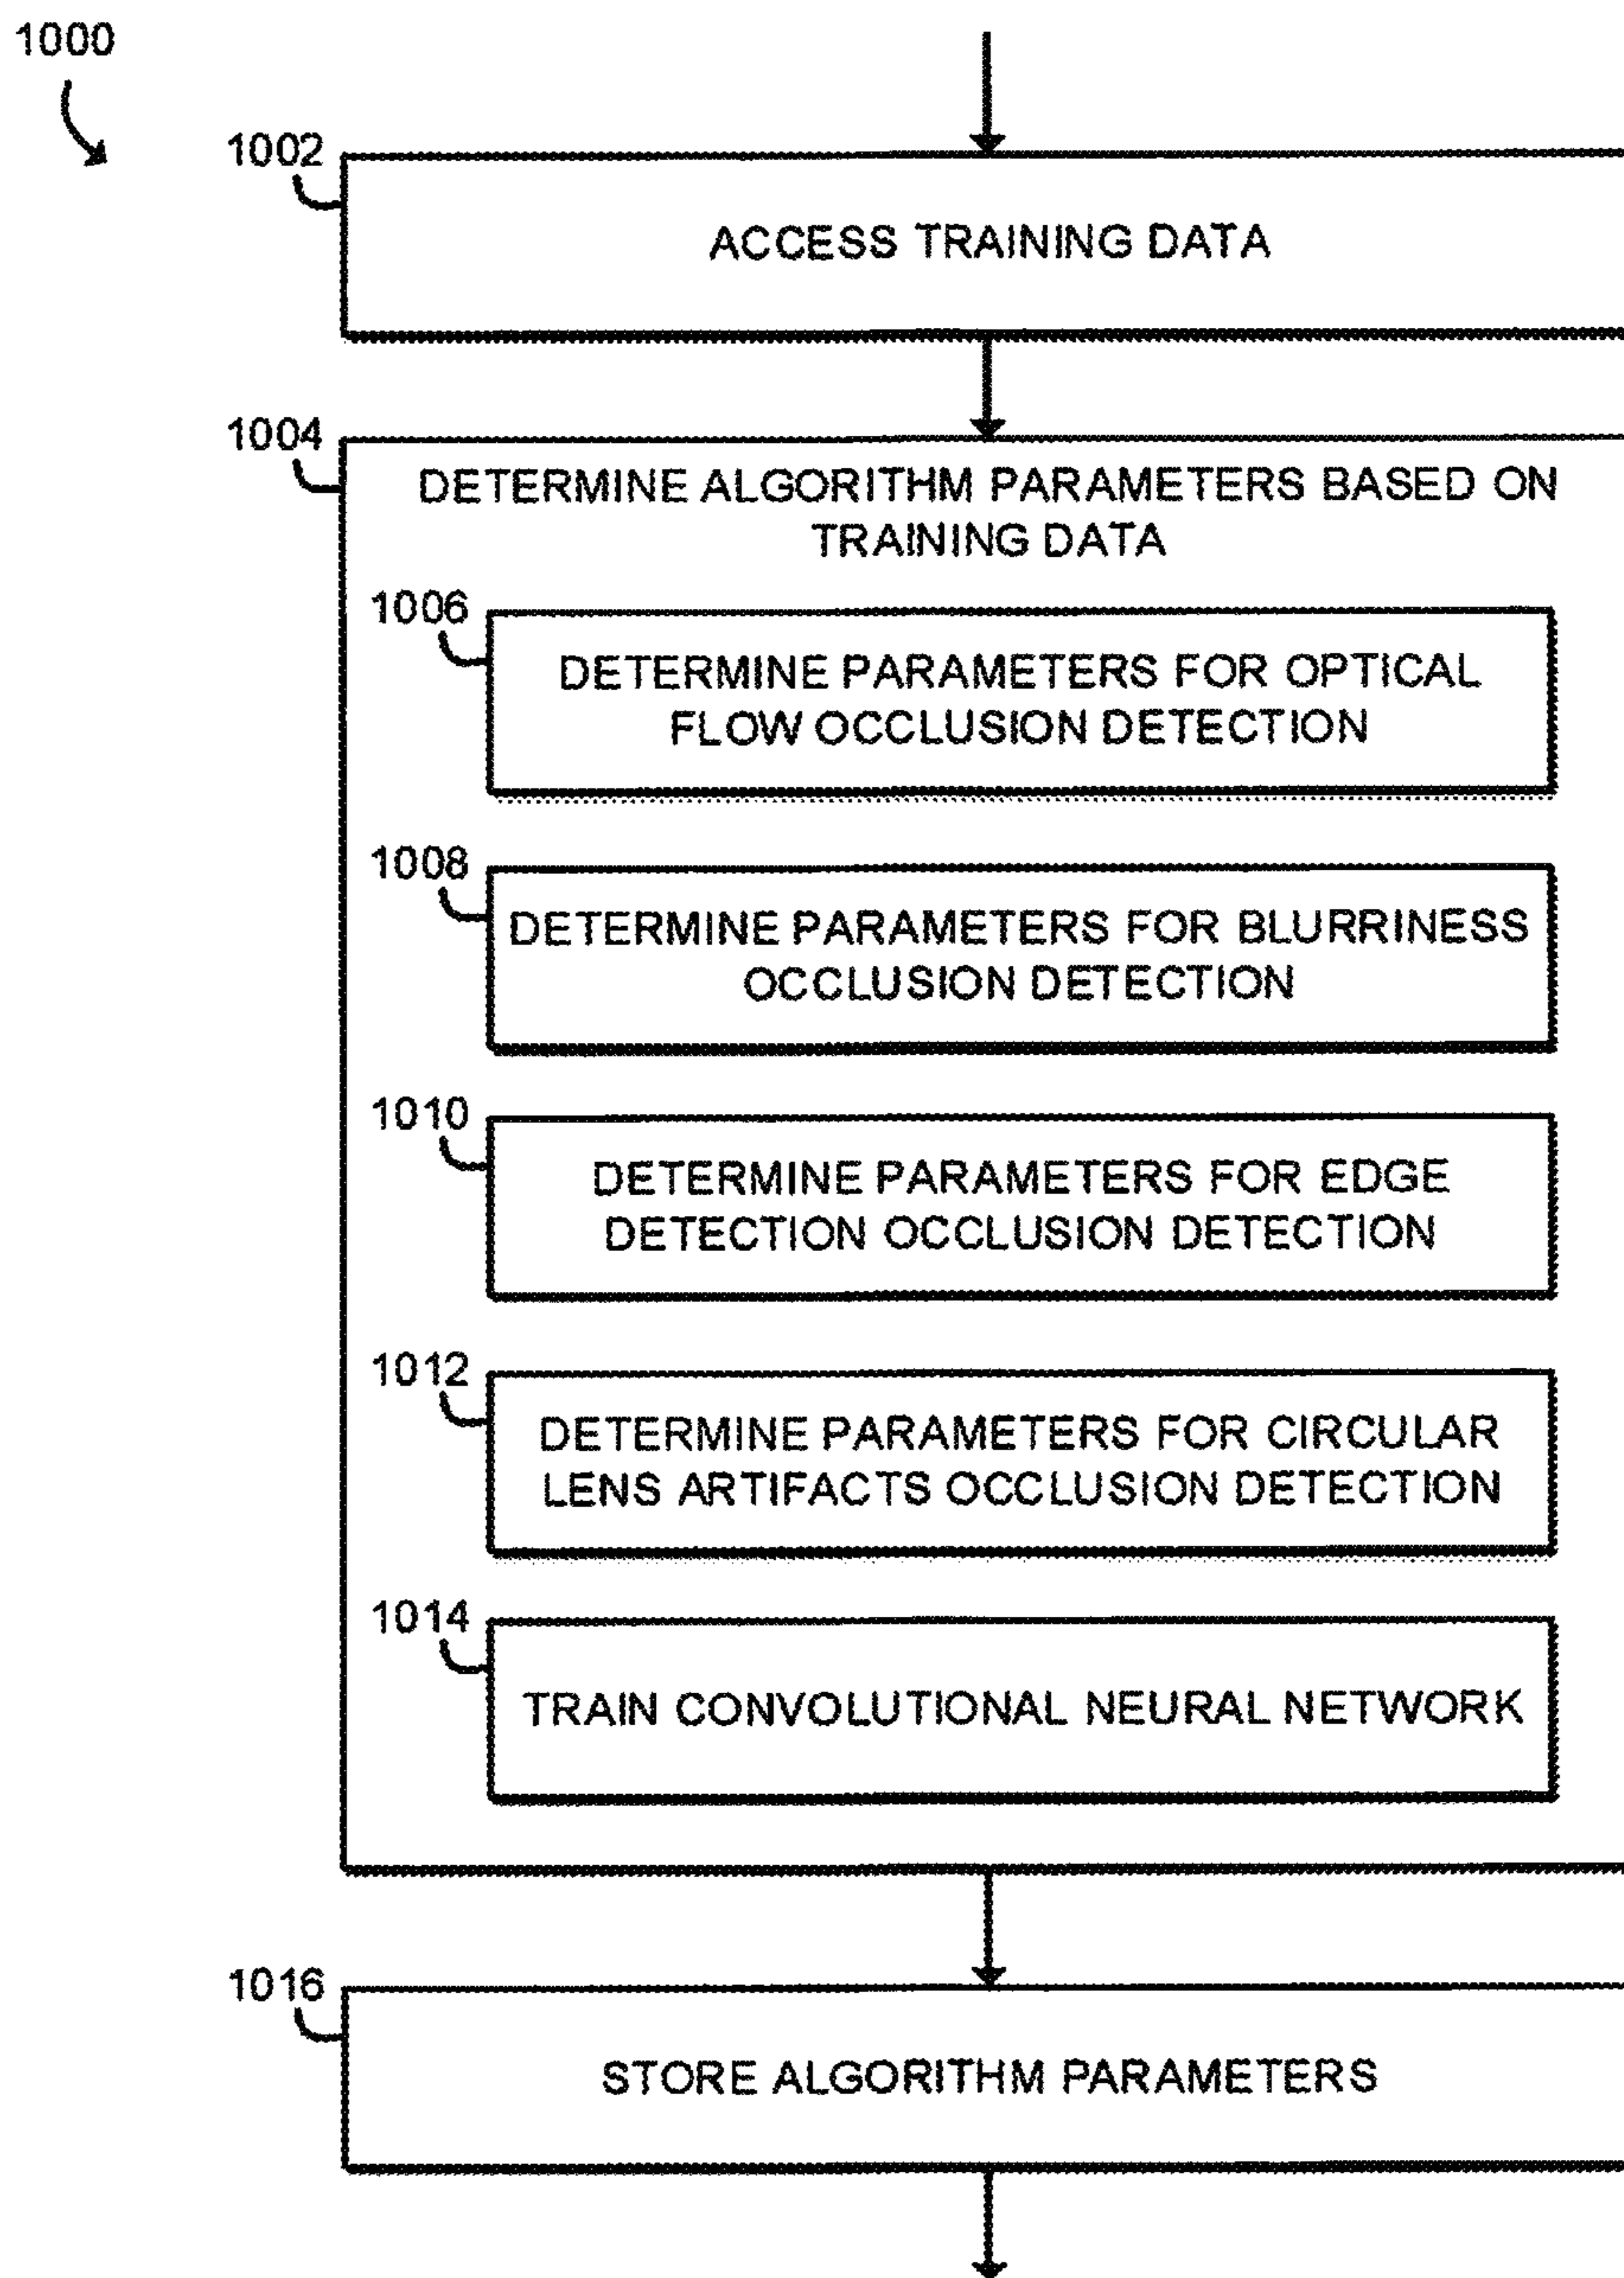 1000
1002
ACCESS TRAINING DATA
1004
DETERMINE ALGORITHM PARAMETERS BASED ON
TRAINING DATA
1006
DETERMINE PARAMETERS FOR OPTICAL
FLOW OCCLUSION DETECTION
1008
DETERMINE PARAMETERS FOR BLURRINESS
OCCLUSION DETECTION
1010
DETERMINE PARAMETERS FOR EDGE
DETECTION OCCLUSION DETECTION
1012
DETERMINE PARAMETERS FOR CIRCULAR
LENS ARTIFACTS OCCLUSION DETECTION
1014
TRAIN CONVOLUTIONAL NEURAL NETWORK
1016
STORE ALGORITHM PARAMETERS